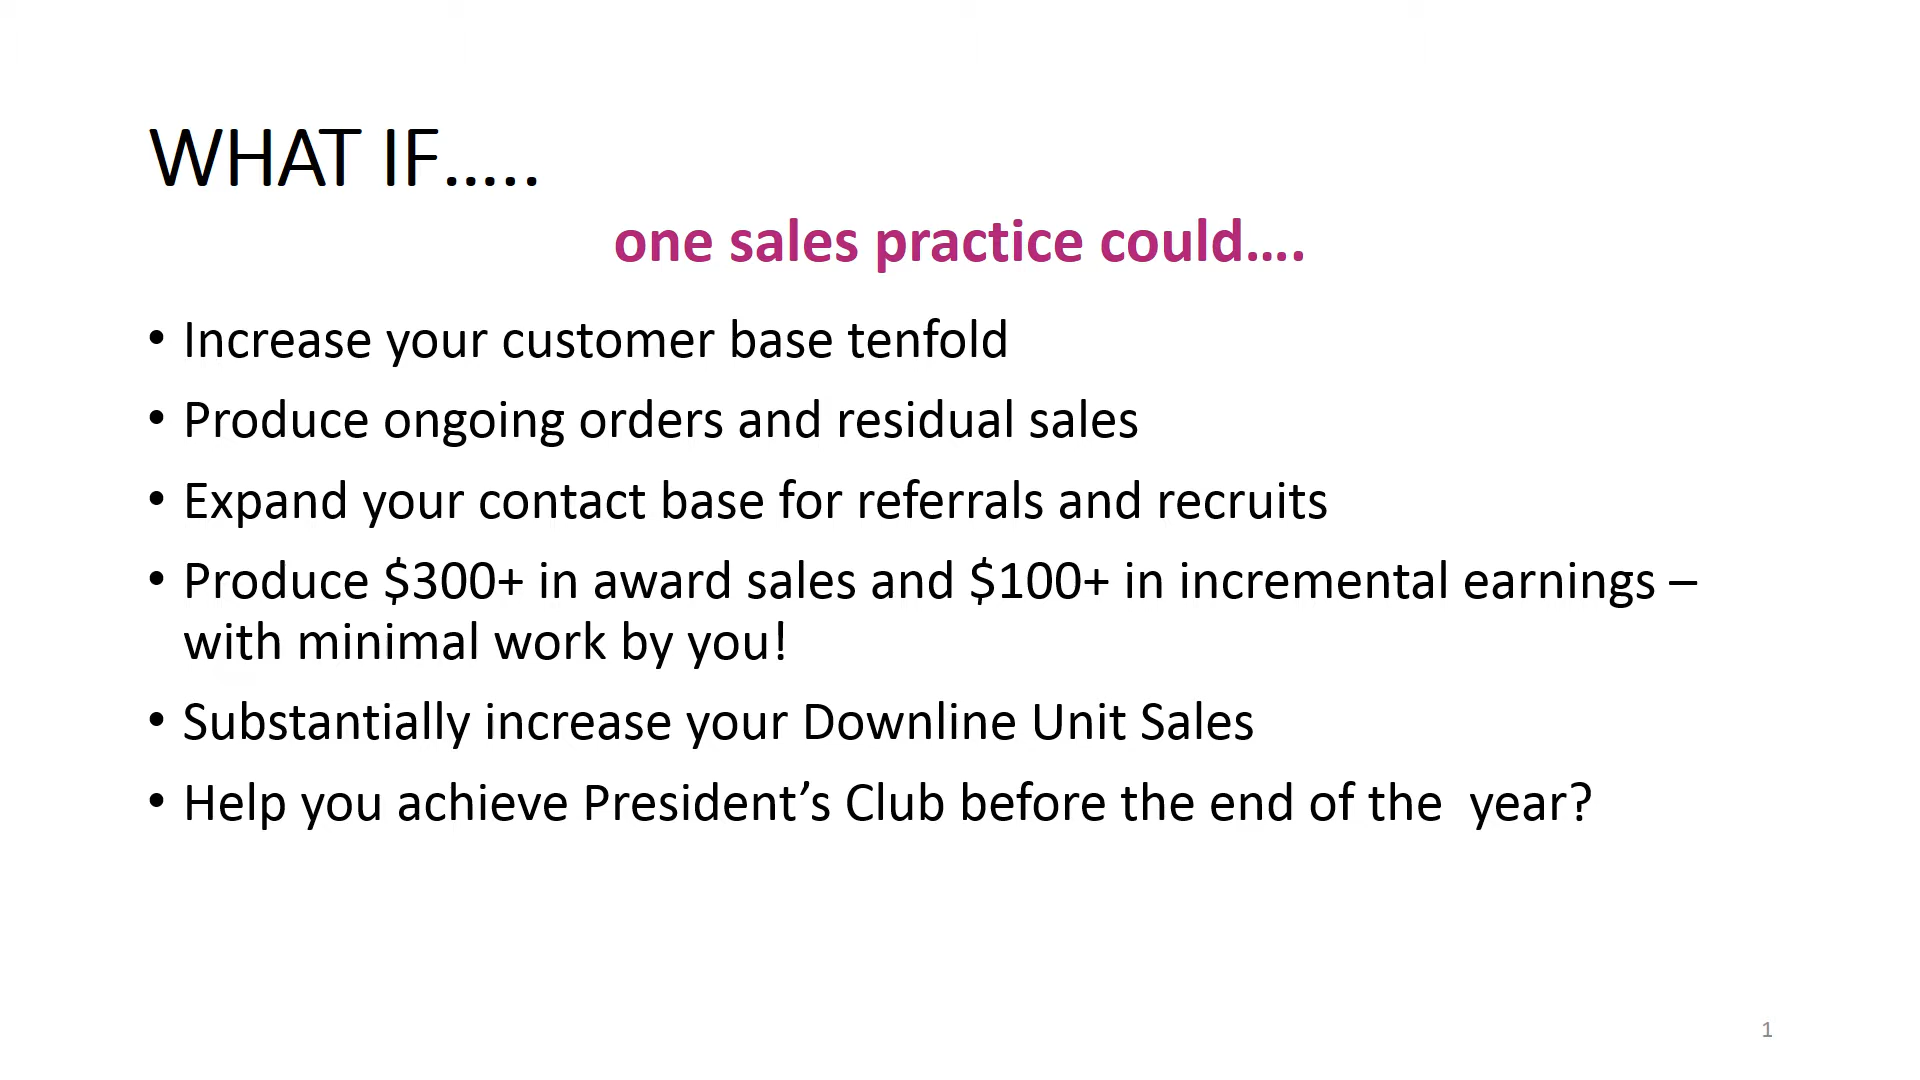 WHAT IF.....
one sales practice could....
• Increase your customer base tenfold
• Produce ongoing orders and residual sales
• Expand your contact base for referrals and recruits
• Produce $300+ in award sales and $100+ in incremental earnings –
with minimal work by you!
• Substantially increase your Downline Unit Sales
• Help you achieve President’s Club before the end of the  year?
1